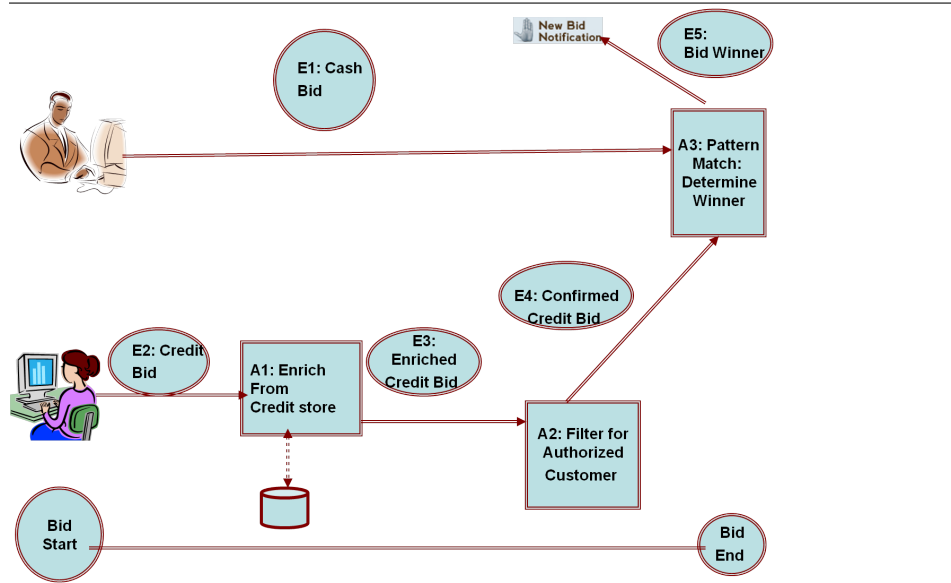 New Bid
Notification
E5:
Bid Winner
E1: Cash
Bid
A3: Pattern
Match:
Determine
Winner
E4: Confirmed
Credit Bid
E2: Credit
Bid
A1: Enrich
From
Credit store
E3:
Enriched
Credit Bid
A2: Filter for
Authorized
Customer
Bid
Start
Bid
End